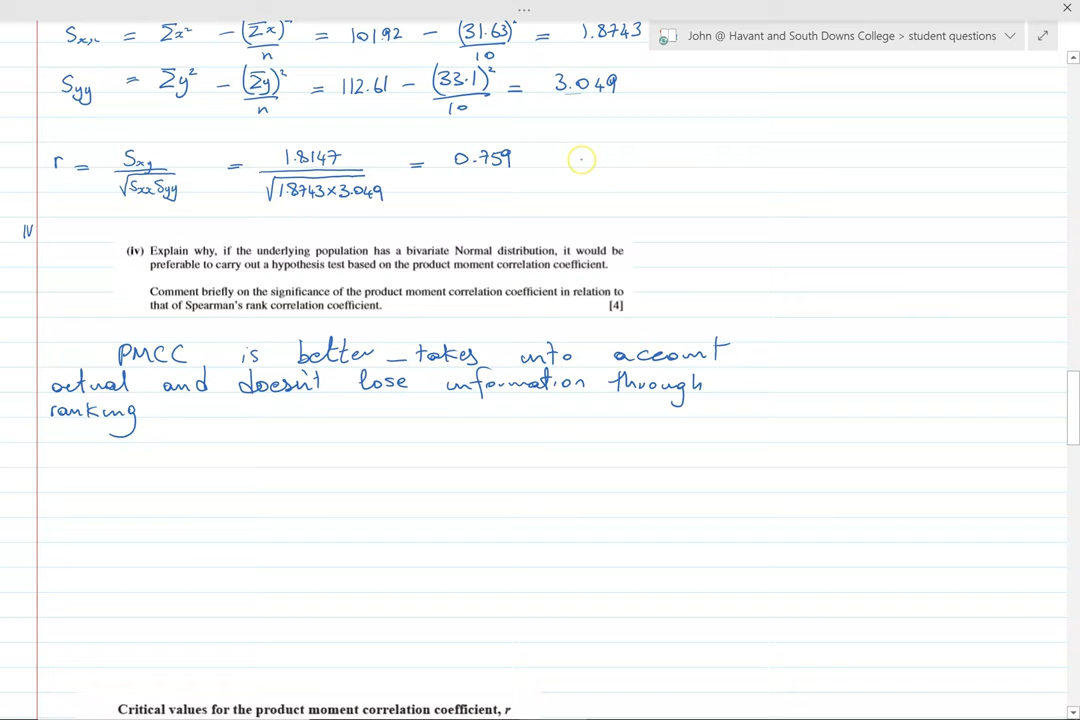 ...
×
John @ Havant and South Downs College > student questions
Sxx = Σx² - (Σx)²/n = 10192 - (31.63)²/10 = 1.8743
Syy = Σy² - (Σy)²/n = 112.61 - (33.1)²/10 = 3.049
r = Sxy/√SxxSyy = 1.8147/√1.8743×3.049 = 0.759
IV
(iv) Explain why, if the underlying population has a bivariate Normal distribution, it would be
preferable to carry out a hypothesis test based on the product moment correlation coefficient.
Comment briefly on the significance of the product moment correlation coefficient in relation to
that of Spearman's rank correlation coefficient. [4]
PMCC is better - takes into account
actual and doesn't lose information through
ranking
Critical values for the product moment correlation coefficient, r